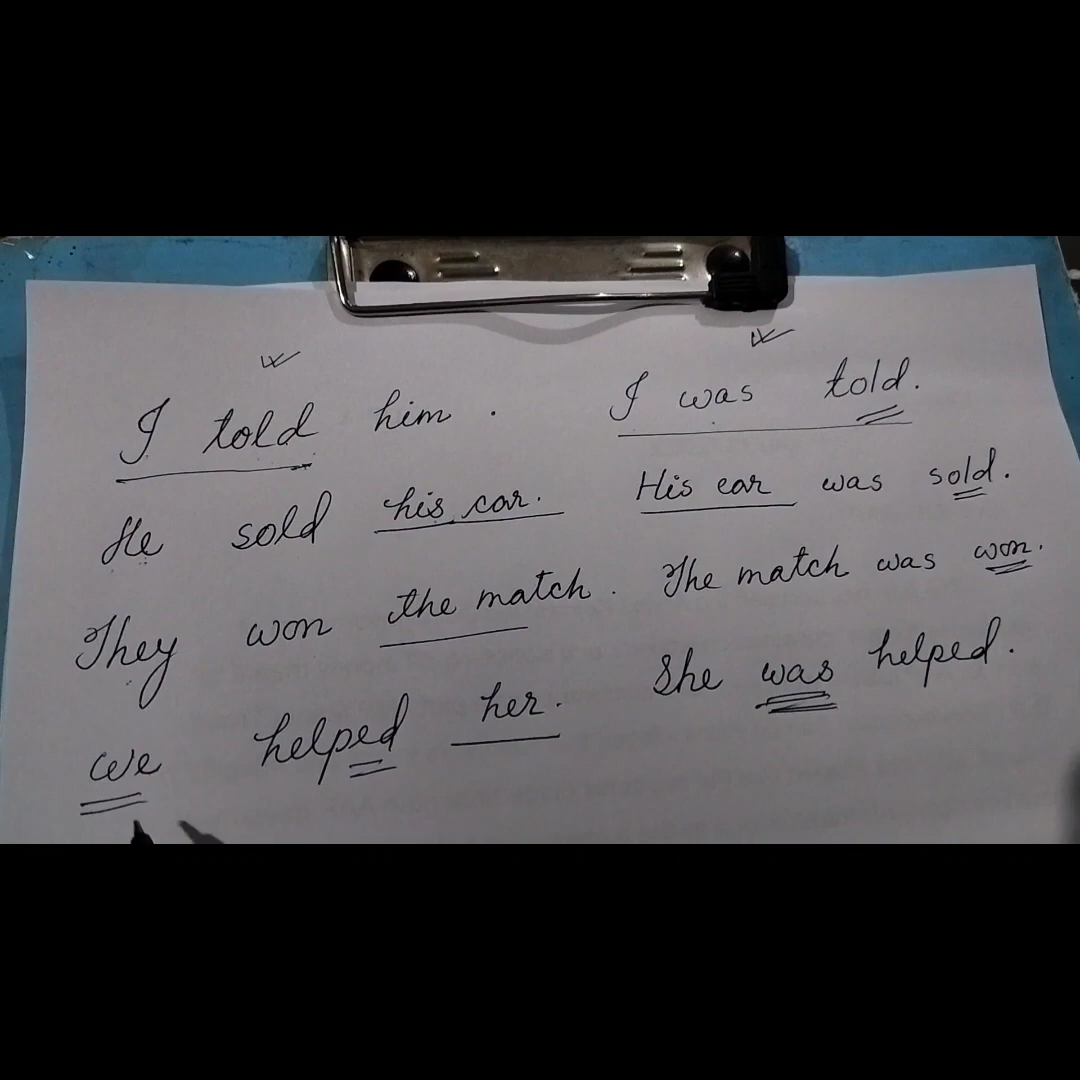 I told him. I was told.
He sold his car. His car was sold.
They won the match. The match was won.
we helped her. She was helped.